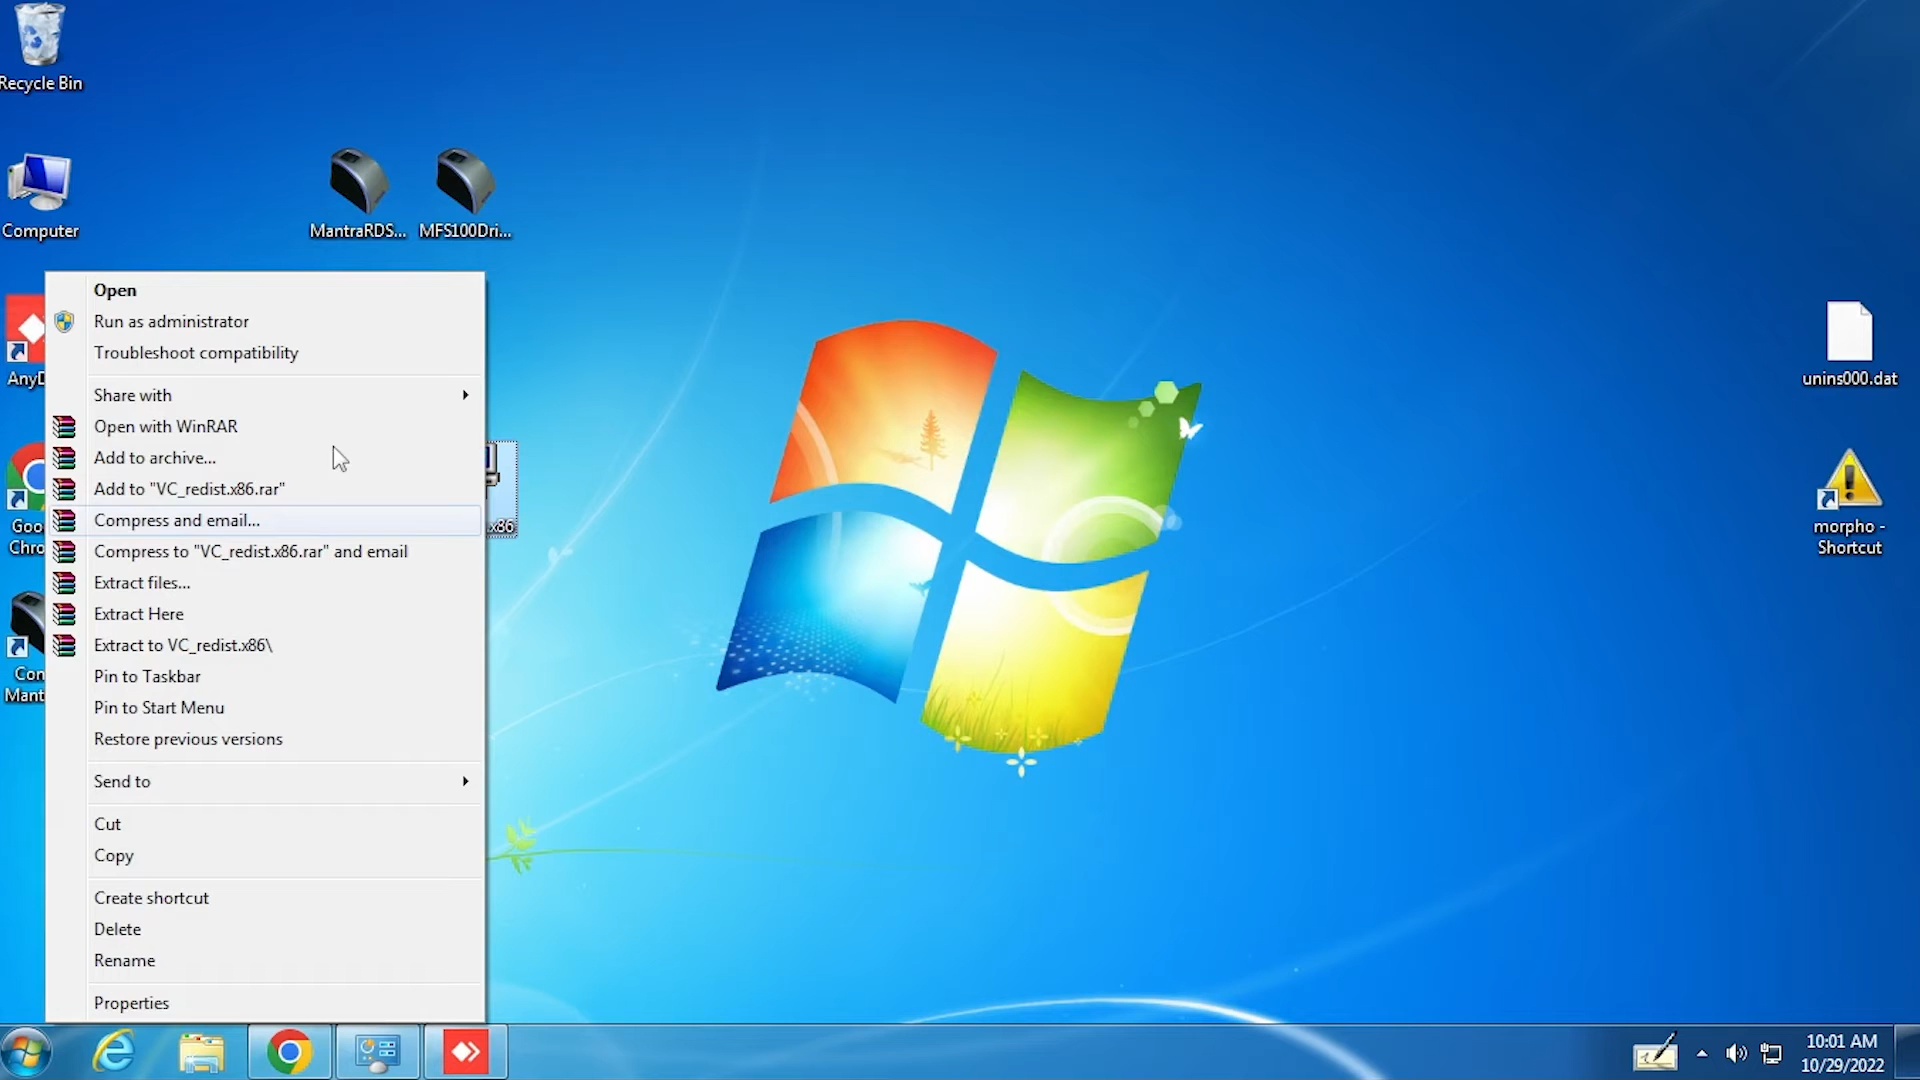 Recycle Bin
Computer
MantraRDS...
MFS100Dri...
Open
Run as administrator
Troubleshoot compatibility
Share with
Open with WinRAR
Add to archive...
Add to "VC_redist.x86.rar"
Compress and email...
Compress to "VC_redist.x86.rar" and email
Extract files...
Extract Here
Extract to VC_redist.x86\
Pin to Taskbar
Pin to Start Menu
Restore previous versions
Send to
Cut
Copy
Create shortcut
Delete
Rename
Properties
AnyD
Goo
Chro
Con
Mant
.x86
unins000.dat
morpho -
Shortcut
10:01 AM
10/29/2022